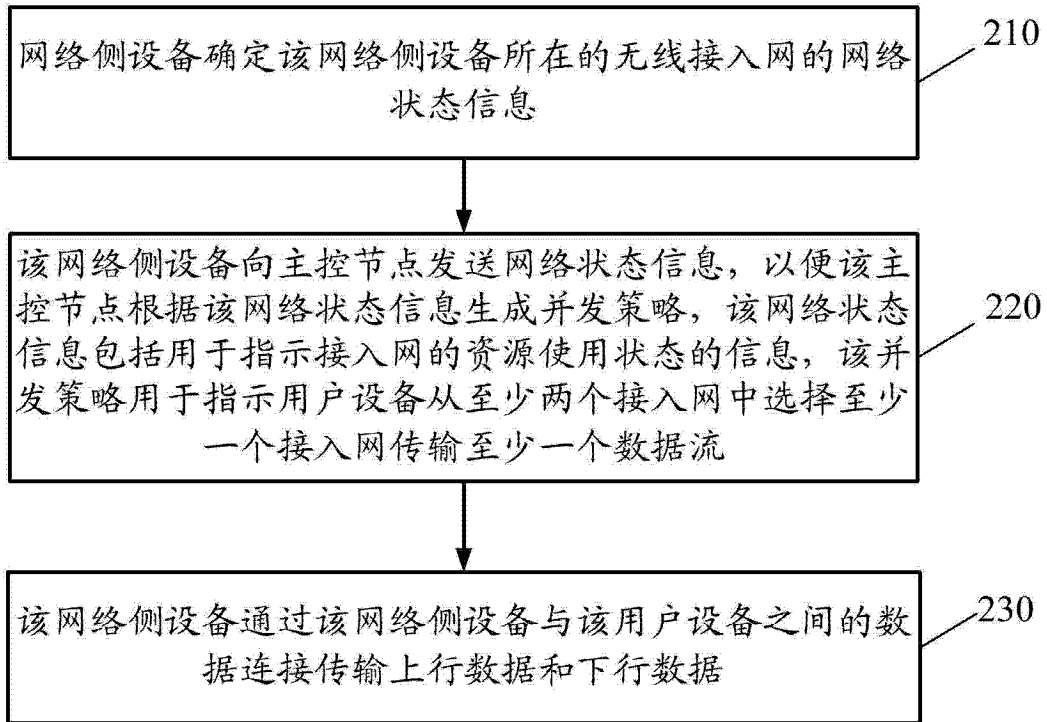 网络侧设备确定该网络侧设备所在的无线接入网的网络
状态信息
210
该网络侧设备向主控节点发送网络状态信息，以便该主
控节点根据该网络状态信息生成并发策略，该网络状态
信息包括用于指示接入网的资源使用状态的信息，该并
发策略用于指示用户设备从至少两个接入网中选择至少
一个接入网传输至少一个数据流
220
该网络侧设备通过该网络侧设备与该用户设备之间的数
据连接传输上行数据和下行数据
230